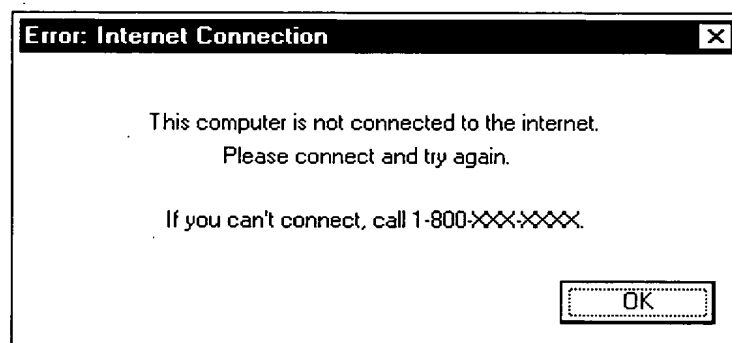 Error: Internet Connection
This computer is not connected to the internet.
Please connect and try again.
If you can't connect, call 1-800-XXX-XXXX.
OK